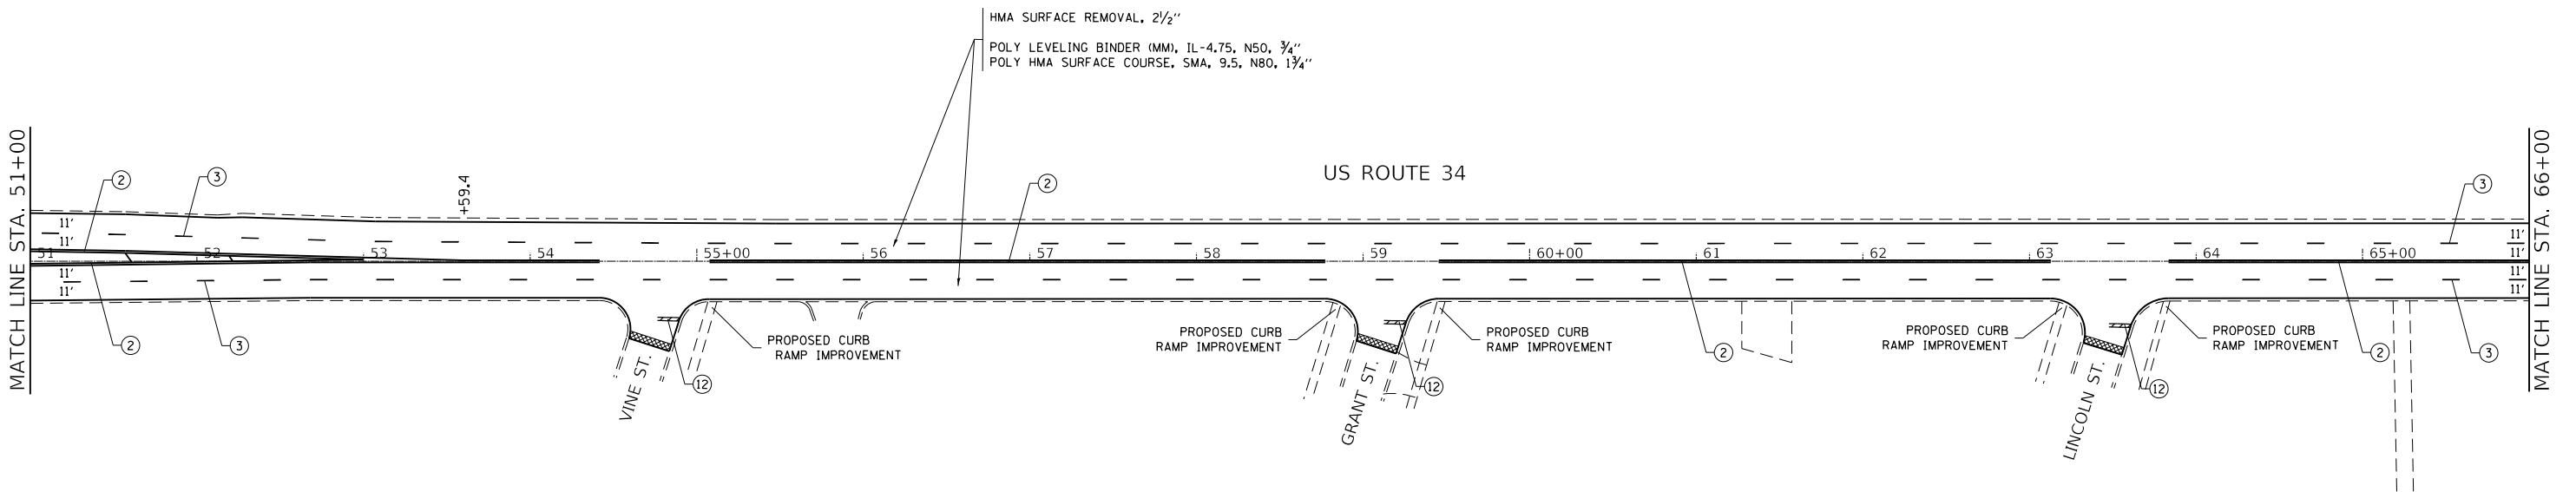 HMA SURFACE REMOVAL, 2½''
POLY LEVELING BINDER (MM), IL-4.75, N50, ¾''
POLY HMA SURFACE COURSE, SMA, 9.5, N80, 1¾''
US ROUTE 34
MATCH LINE STA. 51+00
MATCH LINE STA. 66+00
2
3
+59.4
2
3
11'
11'
11'
11'
51
52
53
54
55+00
56
57
58
59
60+00
61
62
63
64
65+00
11'
11'
11'
11'
2
3
PROPOSED CURB
RAMP IMPROVEMENT
12
VINE ST.
PROPOSED CURB
RAMP IMPROVEMENT
PROPOSED CURB
RAMP IMPROVEMENT
12
GRANT ST.
2
PROPOSED CURB
RAMP IMPROVEMENT
PROPOSED CURB
RAMP IMPROVEMENT
12
LINCOLN ST.
2
3